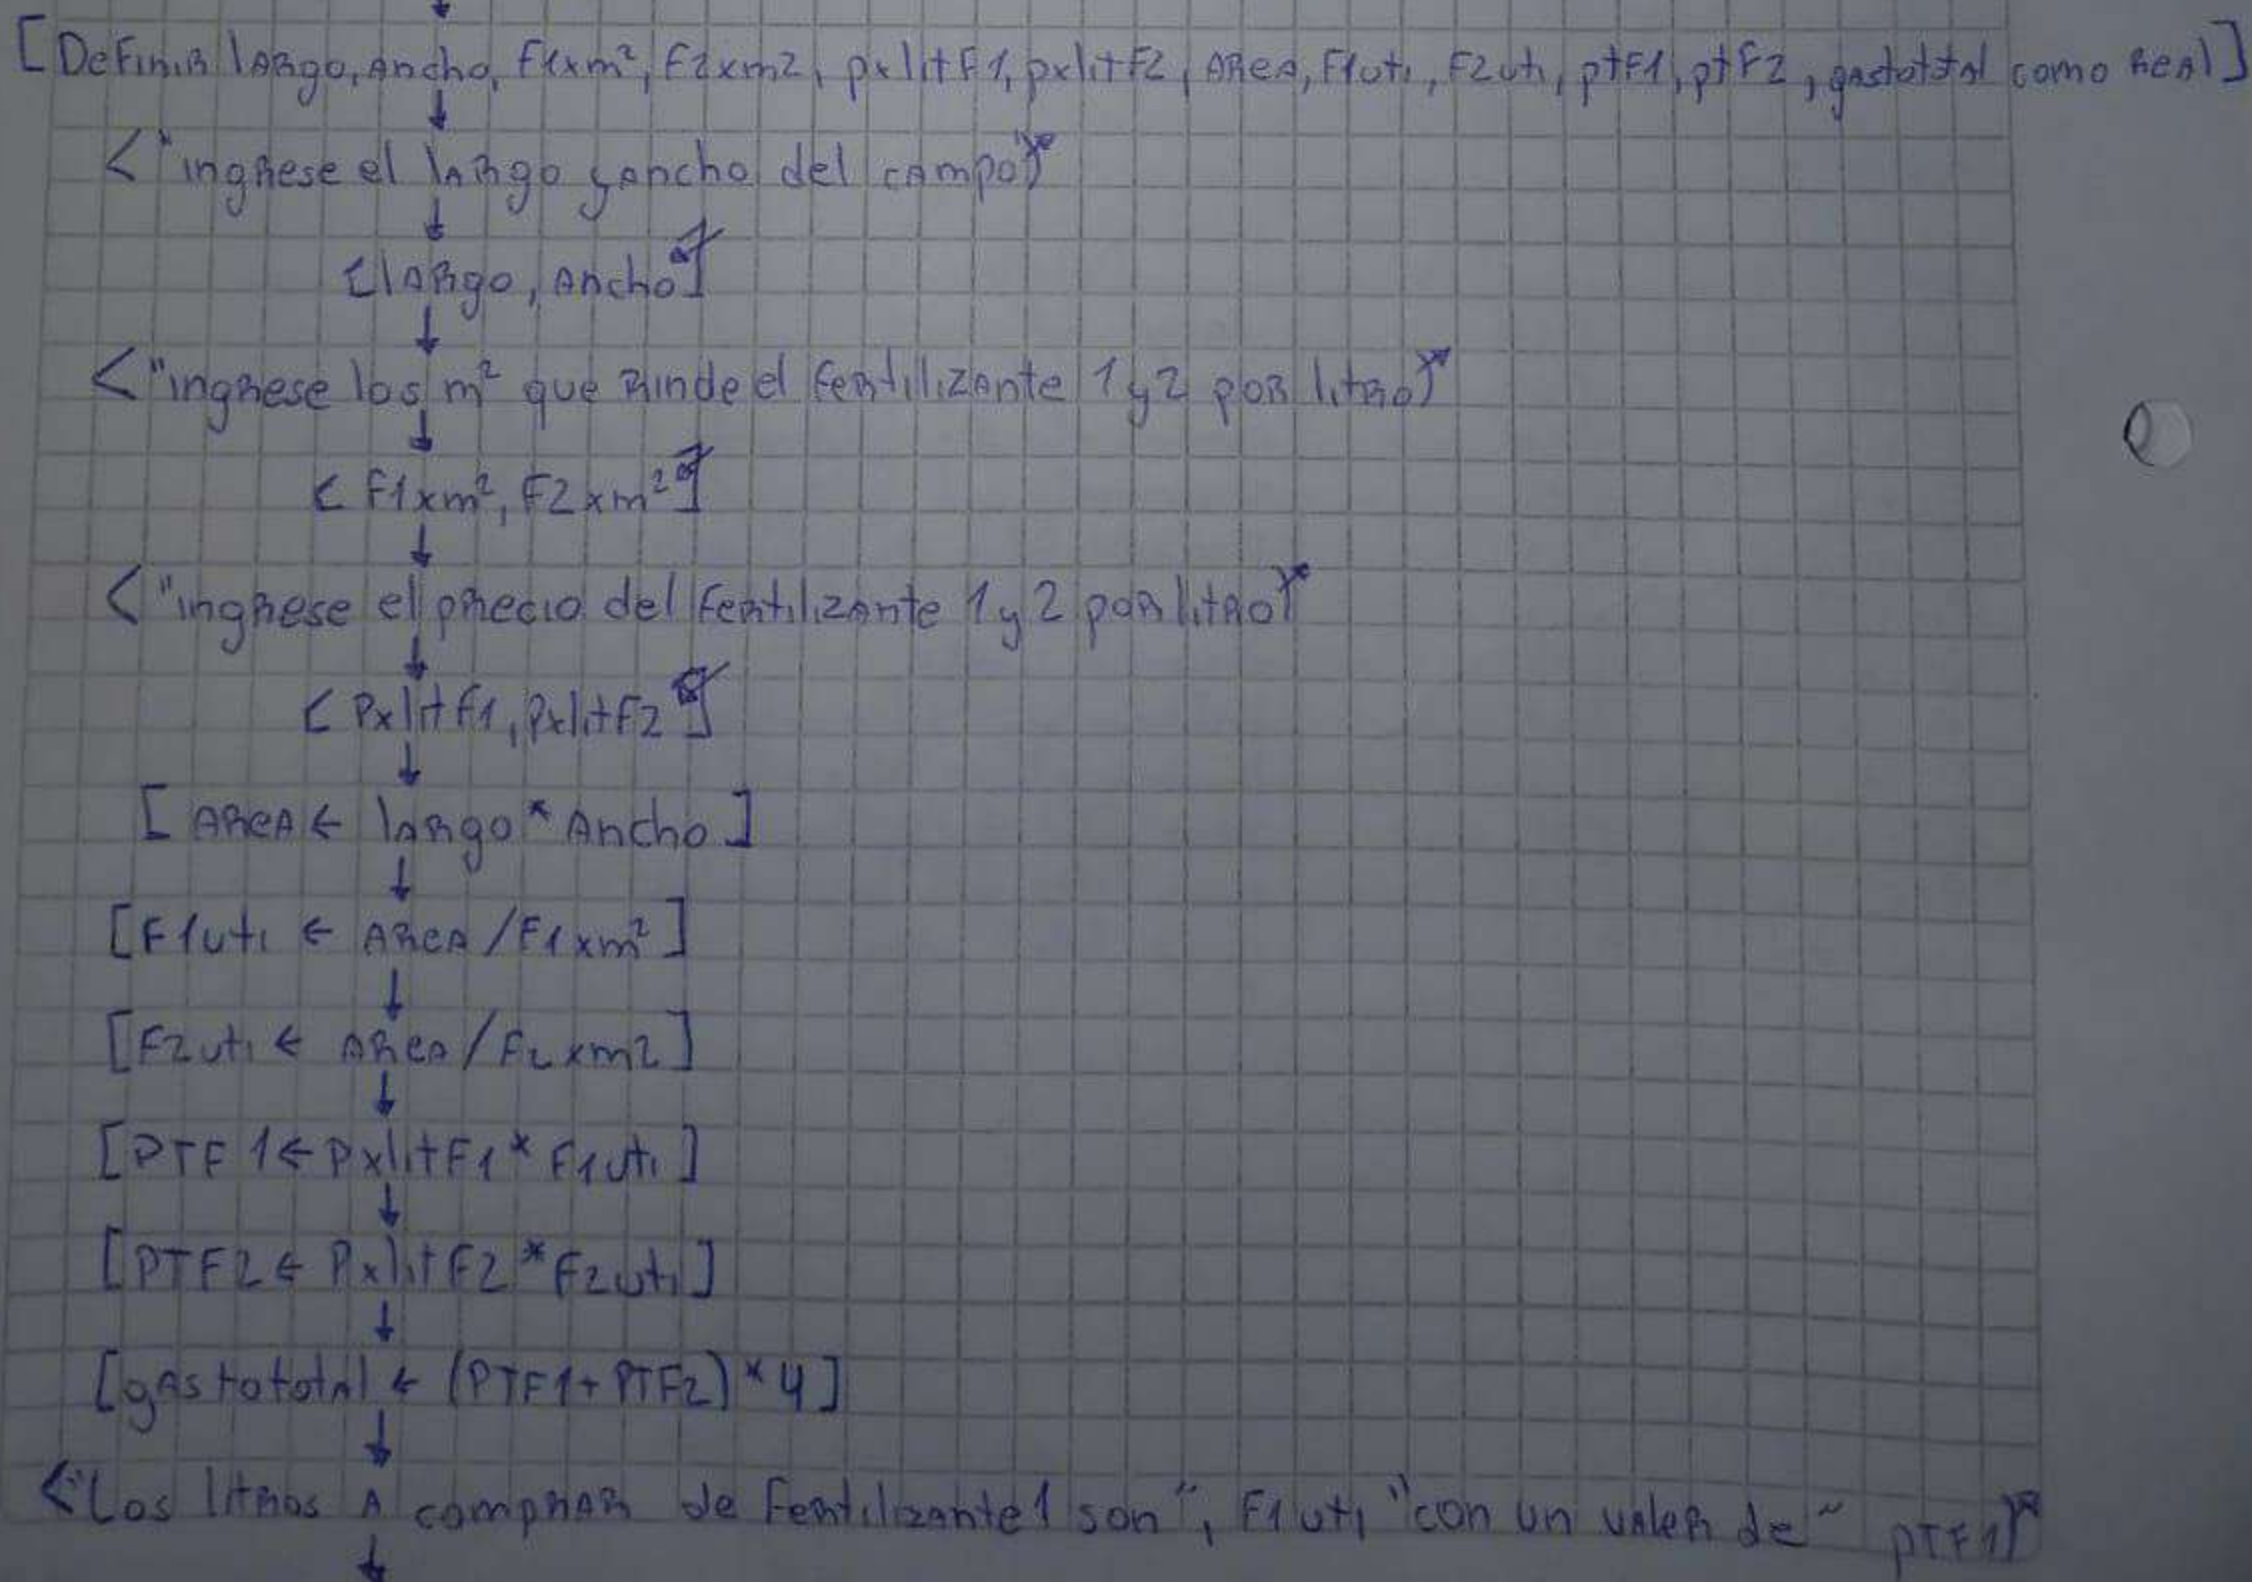 [Definir largo, Ancho, F1xm², F2xm2, pxlitF1, pxlitF2, AREA, F1uti, F2uti, ptF1, ptF2, gastototal como Real]
<"ingrese el largo y ancho del campo"
[largo, Ancho]
<"ingrese los m² que rinde el fertilizante 1 y 2 por litro"
< F1xm², F2xm²]
<"ingrese el precio del fertilizante 1 y 2 por litro"
[PxlitF1, PxlitF2]
[AREA ← largo * Ancho]
[F1uti ← AREA / F1xm²]
[F2uti ← AREA / F2xm2]
[PTF1 ← PxlitF1 * F1uti]
[PTF2 ← PxlitF2 * F2uti]
[gastototal ← (PTF1 + PTF2) * 4]
<"Los litros A comprar de Fertilizante 1 son", F1uti "con un valor de" PTF1